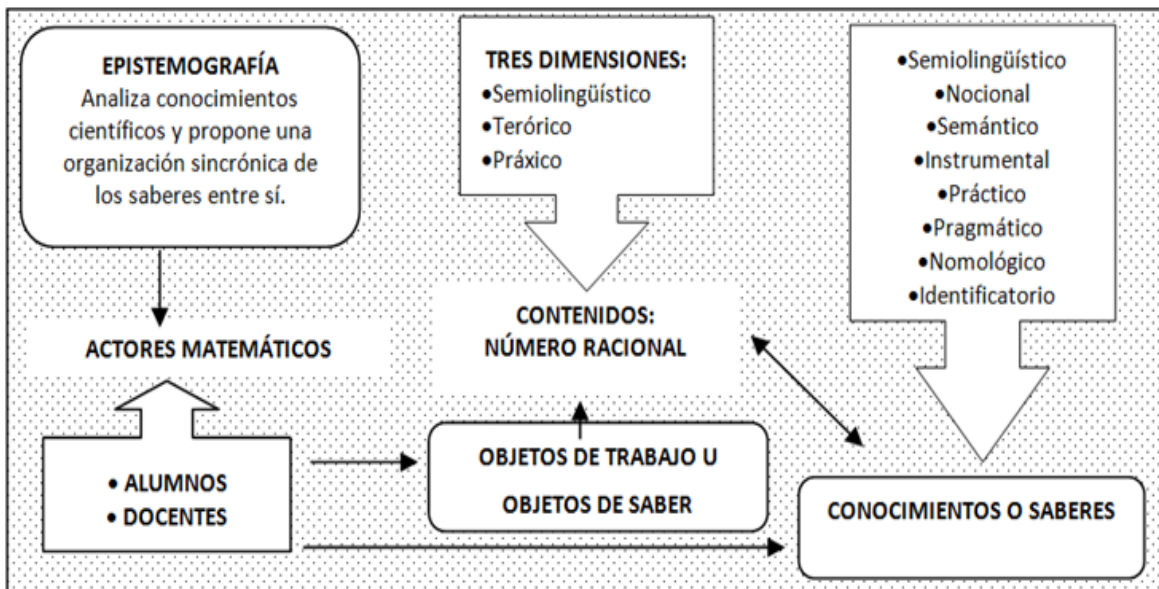 EPISTEMOGRAFÍA
Analiza conocimientos
científicos y propone una
organización sincrónica de
los saberes entre sí.
TRES DIMENSIONES:
•Semiolingüístico
•Terórico
•Práxico
•Semiolingüístico
•Nocional
•Semántico
•Instrumental
•Práctico
•Pragmático
•Nomológico
•Identificatorio
ACTORES MATEMÁTICOS
CONTENIDOS:
NÚMERO RACIONAL
• ALUMNOS
• DOCENTES
OBJETOS DE TRABAJO U
OBJETOS DE SABER
CONOCIMIENTOS O SABERES